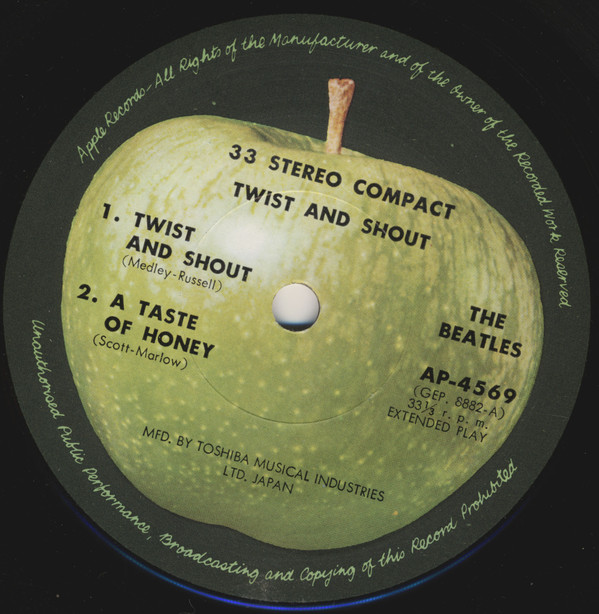 Apple Records-All Rights of the Manufacturer and of the Owner of the Recorded Work Reserved
33 STEREO COMPACT
TWIST AND SHOUT
1. TWIST
AND SHOUT
(Medley-Russell)
2. A TASTE
OF HONEY
(Scott-Marlow)
THE
BEATLES
AP-4569
(GEP. 8882-A)
33⅓ r. p. m.
EXTENDED PLAY
MFD. BY TOSHIBA MUSICAL INDUSTRIES
LTD. JAPAN
Unauthorised Public Performance, Broadcasting and Copying of this Record Prohibited